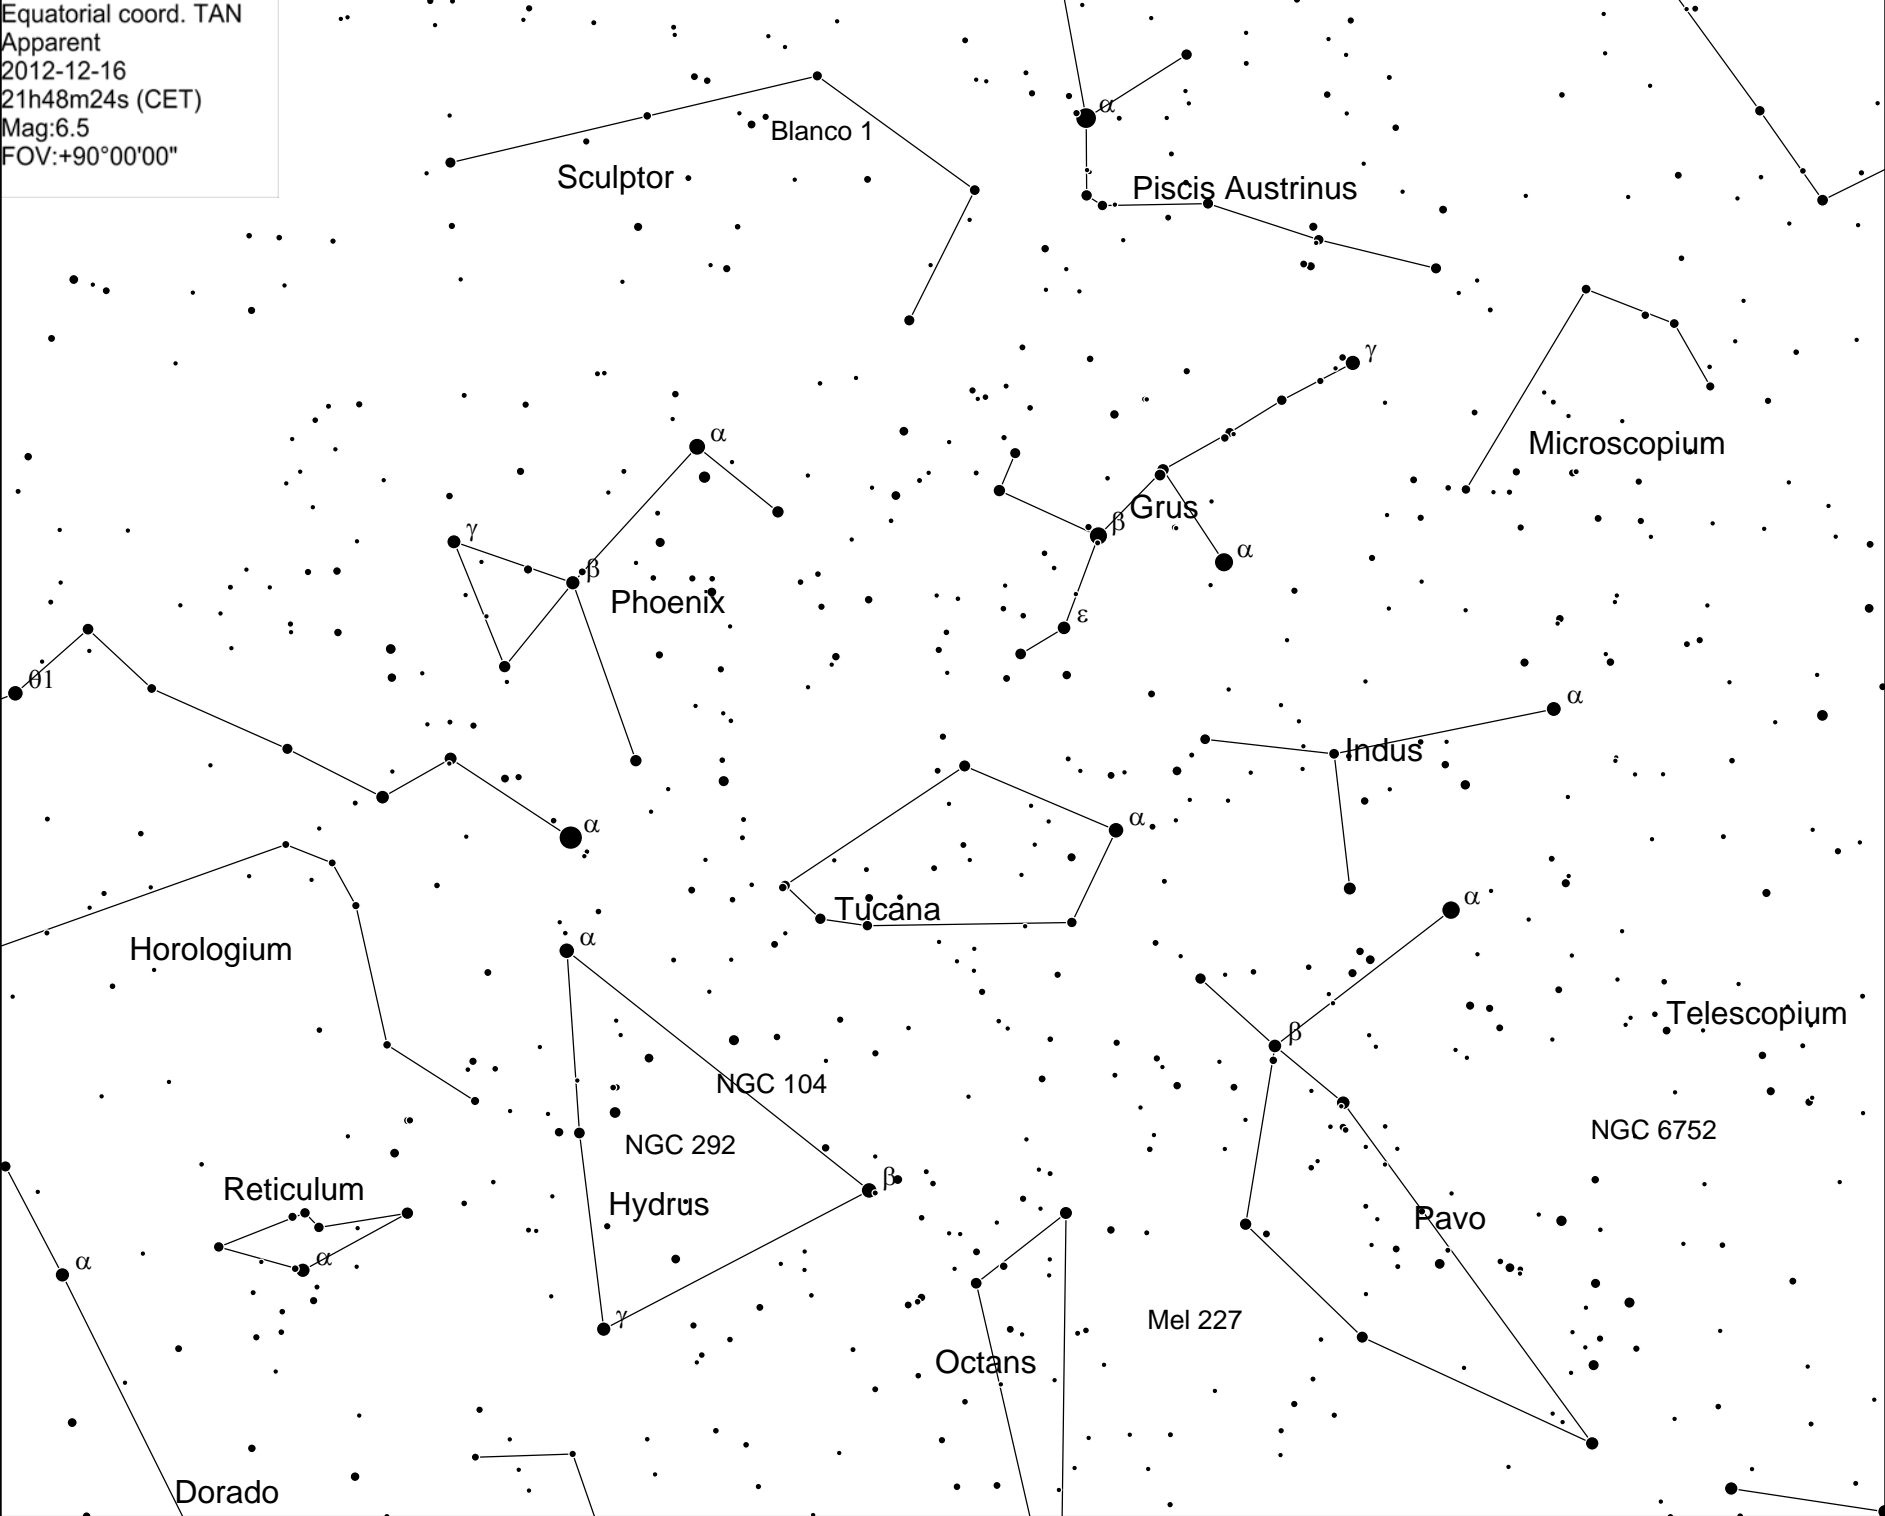 Equatorial coord. TAN
Apparent
2012-12-16
21h48m24s (CET)
Mag:6.5
FOV:+90°00'00"
α
Blanco 1
Sculptor
Piscis Austrinus
γ
α
Microscopium
Grus
β
γ
α
β
Phoenix
ε
θ1
α
Indus
α
α
α
Tucana
α
Horologium
Telescopium
β
NGC 104
NGC 6752
NGC 292
β
Reticulum
Hydrus
Pavo
α
α
γ
Mel 227
Octans
Dorado